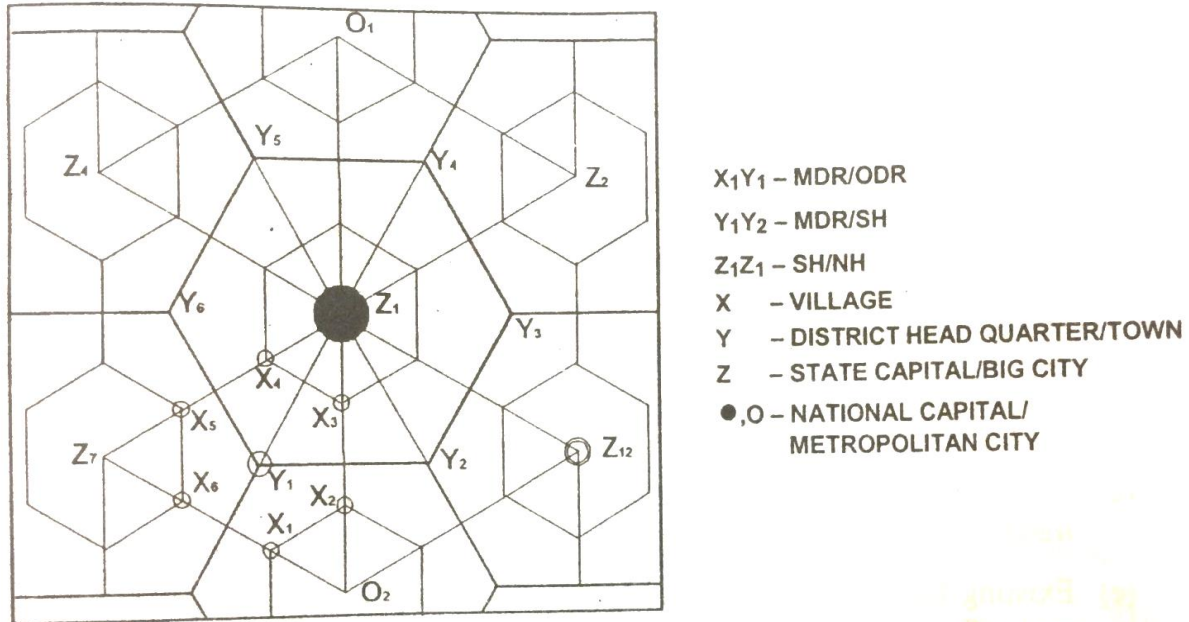 O₁
Y₅
Y₄
Z₄
Z₂
Z₁
Y₆
Y₃
X₄
X₃
X₅
Z₇
Y₁
Y₂
Z₁₂
X₆
X₂
X₁
O₂
X₁Y₁ – MDR/ODR
Y₁Y₂ – MDR/SH
Z₁Z₁ – SH/NH
X – VILLAGE
Y – DISTRICT HEAD QUARTER/TOWN
Z – STATE CAPITAL/BIG CITY
●,O – NATIONAL CAPITAL/
METROPOLITAN CITY